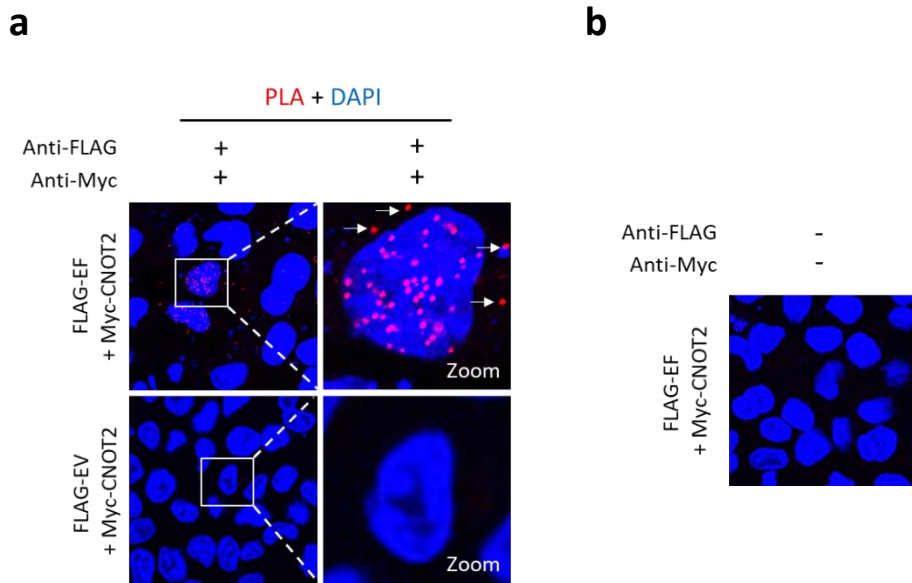 a
b
PLA + DAPI
Anti-FLAG + +
Anti-Myc + +
FLAG-EF
+ Myc-CNOT2
Zoom
FLAG-EV
+ Myc-CNOT2
Zoom
Anti-FLAG -
Anti-Myc -
FLAG-EF
+ Myc-CNOT2